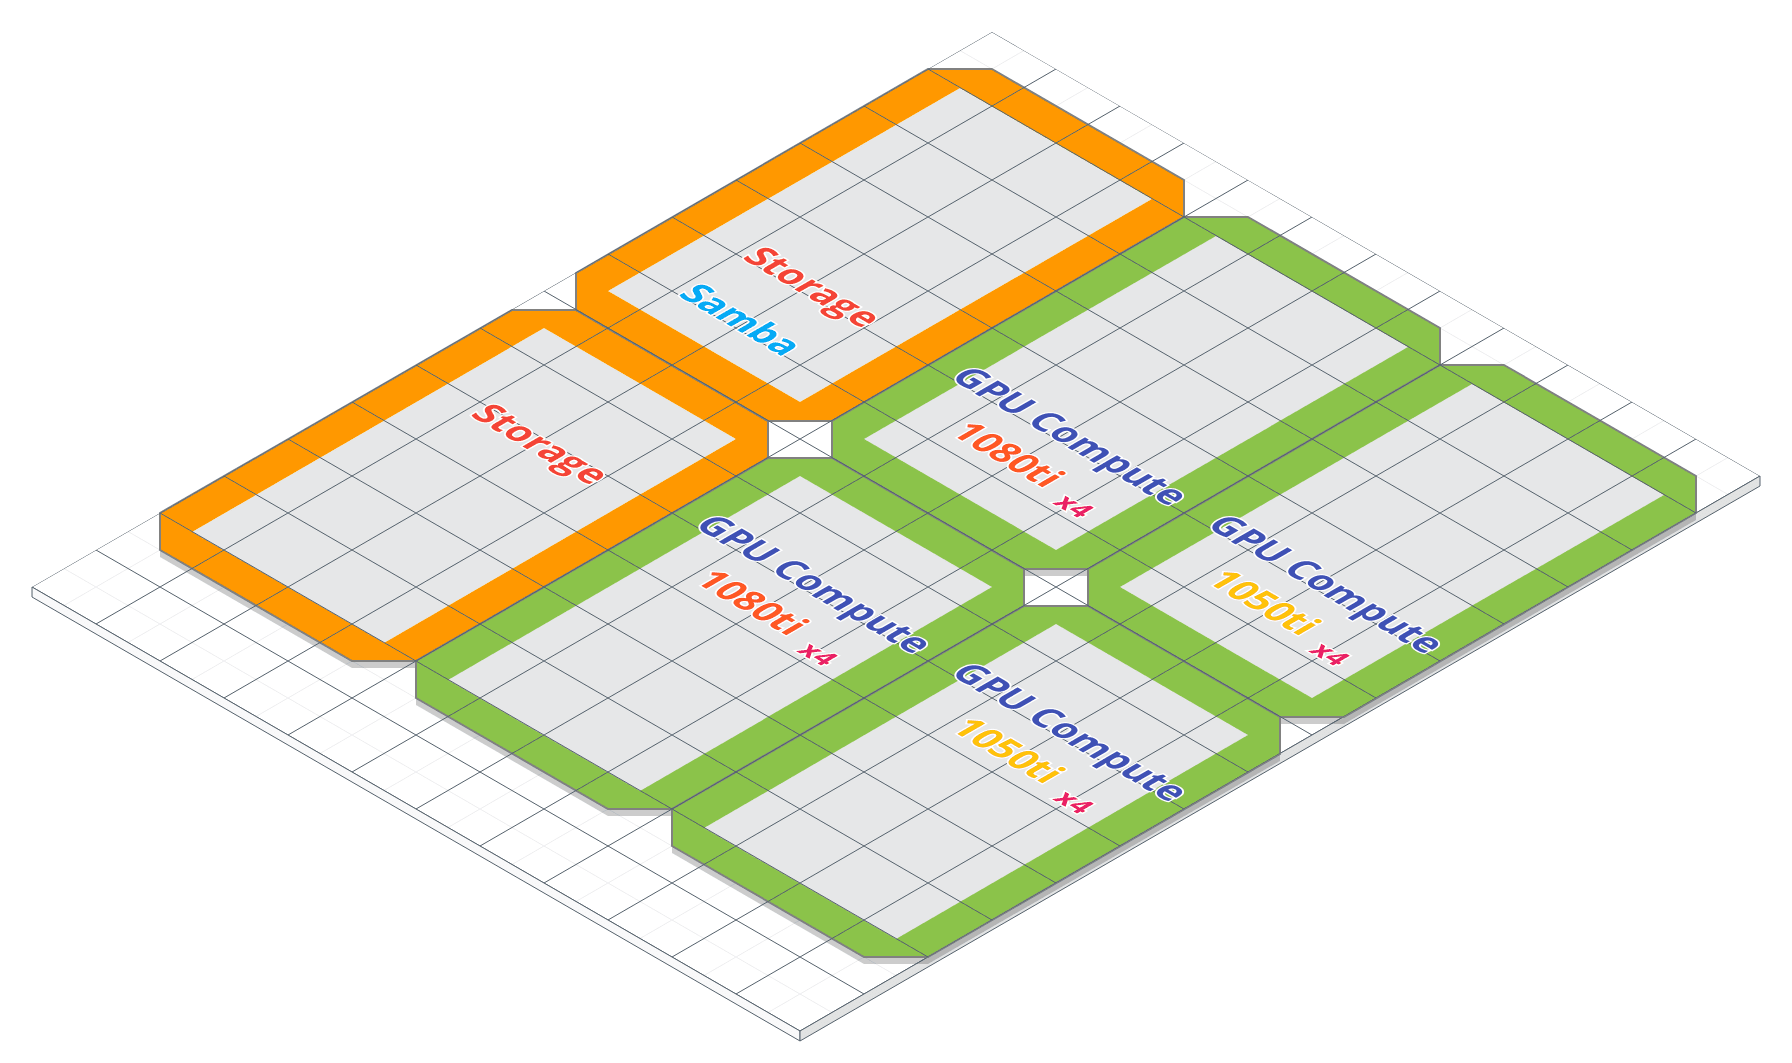 Storage
Samba
Storage
GPU Compute
1080ti
x4
GPU Compute
1080ti
x4
GPU Compute
1050ti
x4
GPU Compute
1050ti
x4